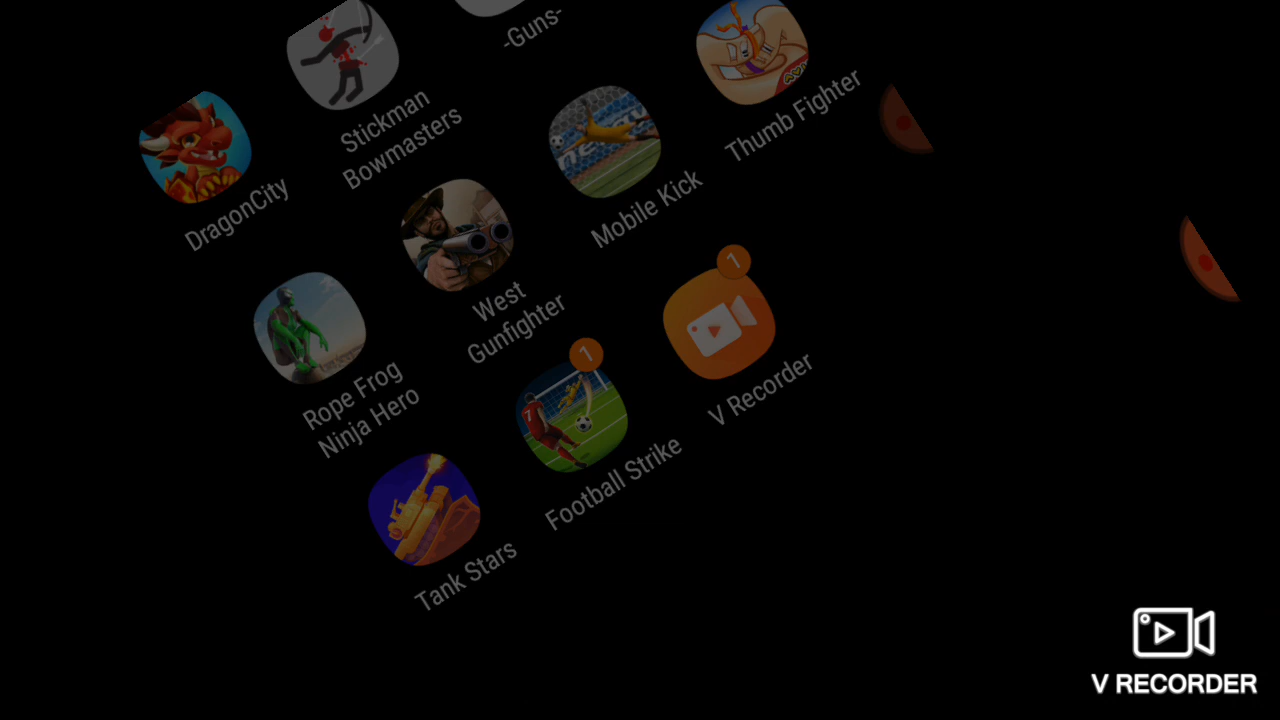 -Guns-
Stickman
Bowmasters
Thumb Fighter
DragonCity
Mobile Kick
West
Gunfighter
1
V Recorder
Rope Frog
Ninja Hero
1
7
Football Strike
Tank Stars
V RECORDER